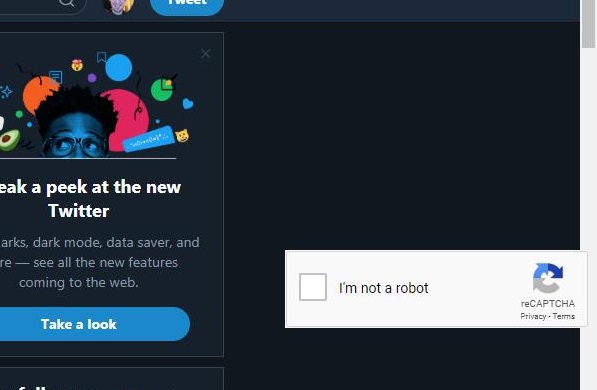 Tweet
eak a peek at the new
Twitter
arks, dark mode, data saver, and
re — see all the new features
coming to the web.
Take a look
I'm not a robot
reCAPTCHA
Privacy - Terms